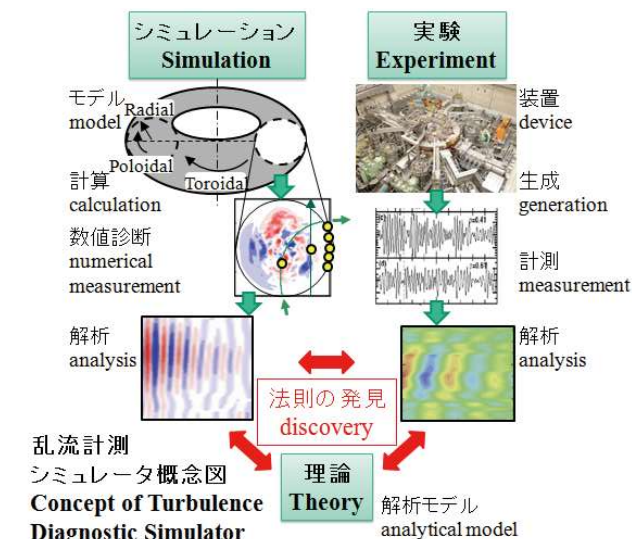 シミュレーション
Simulation
実験
Experiment
モデル
model
Radial
Poloidal
Toroidal
装置
device
計算
calculation
生成
generation
数値診断
numerical
measurement
計測
measurement
解析
analysis
解析
analysis
法則の発見
discovery
乱流計測
シミュレータ概念図
Concept of Turbulence
Diagnostic Simulator
理論
Theory
解析モデル
analytical model